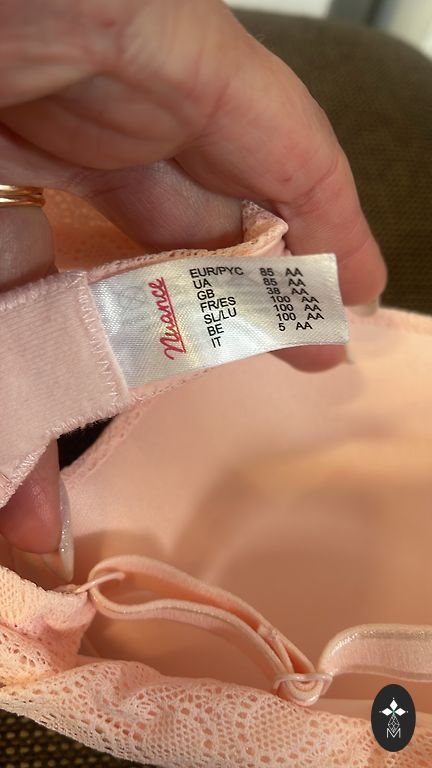 Nuance
EUR/РУС 85 AA
UA 85 AA
GB 38 AA
FR/ES 100 AA
SL/LU 100 AA
BE 100 AA
IT 5 AA
M